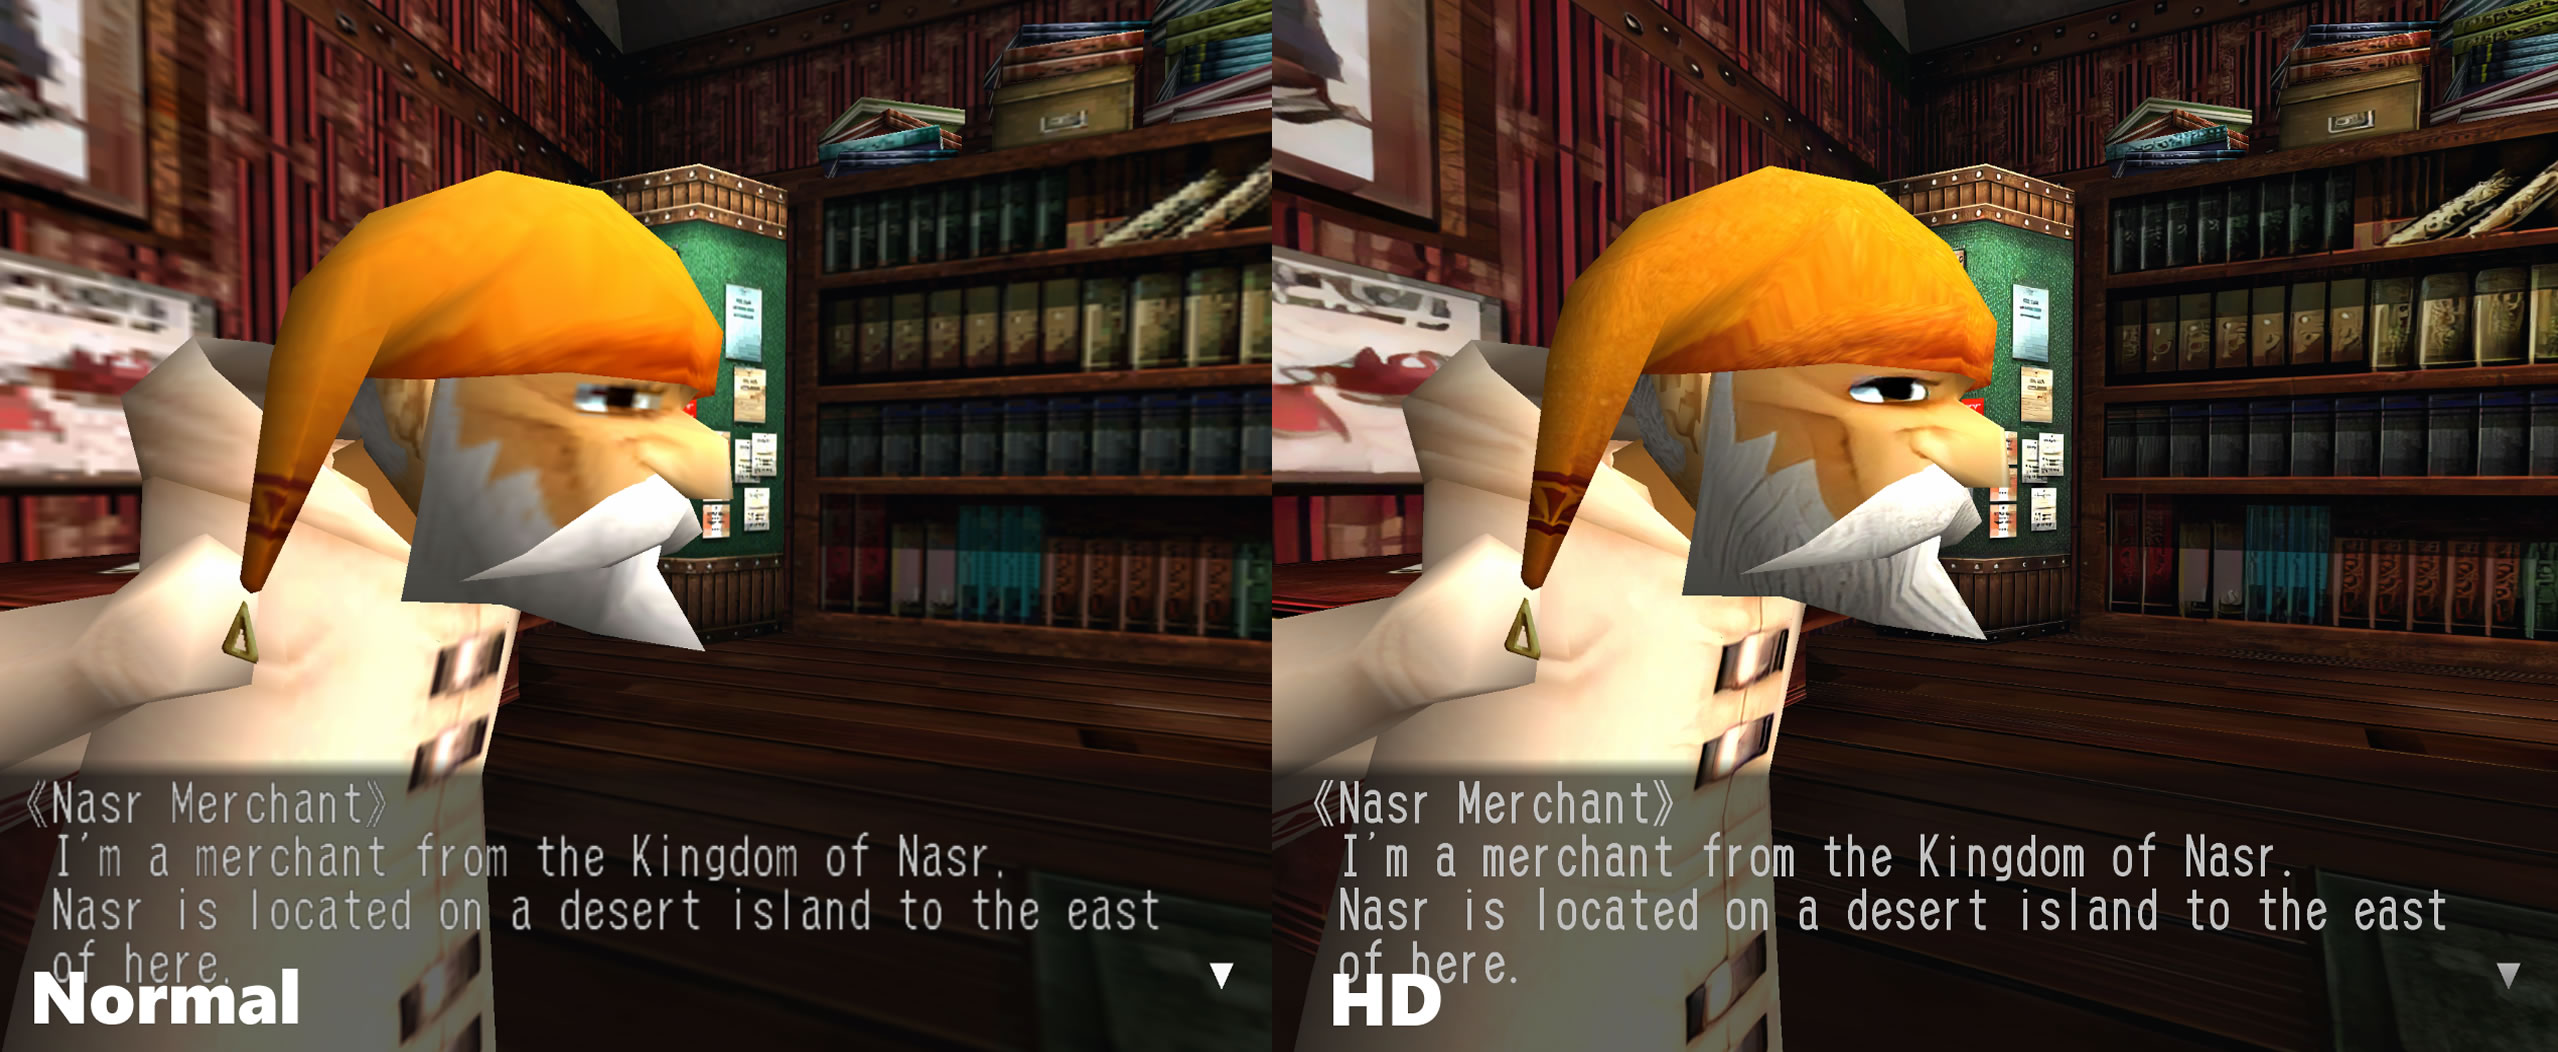 《Nasr Merchant》
I'm a merchant from the Kingdom of Nasr.
Nasr is located on a desert island to the east
of here.
Normal
《Nasr Merchant》
I'm a merchant from the Kingdom of Nasr.
Nasr is located on a desert island to the east
of here.
HD